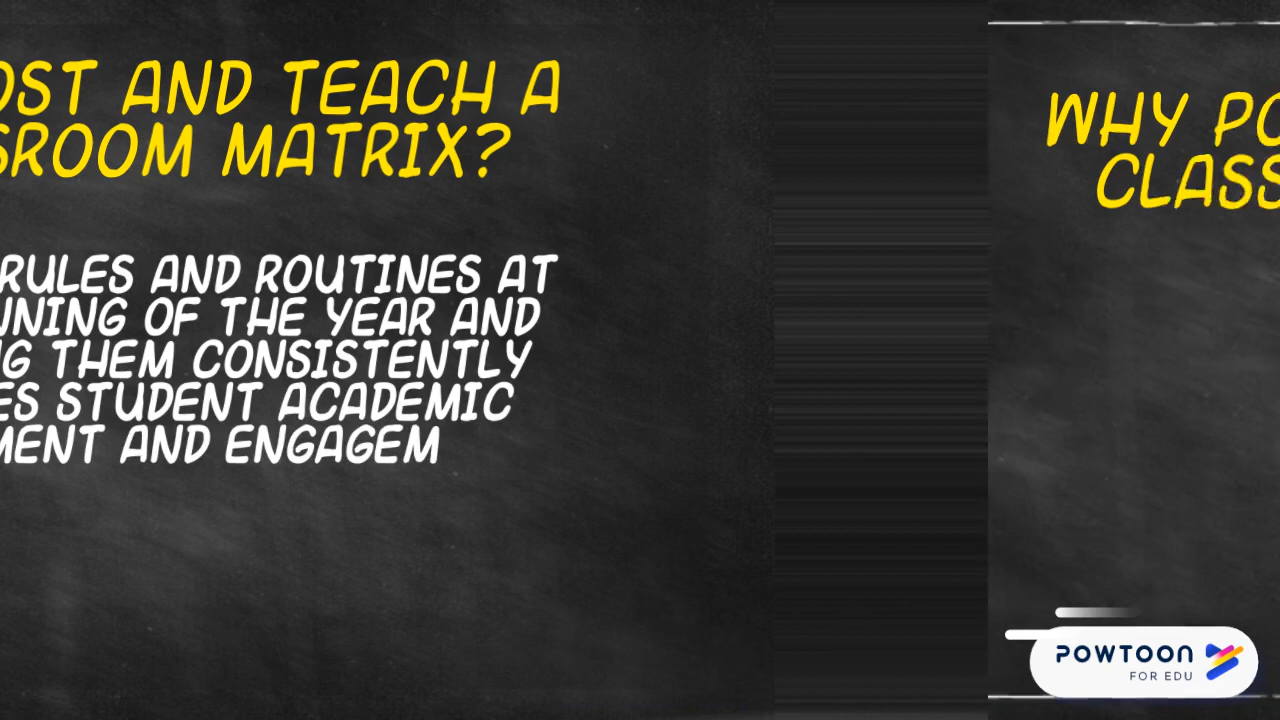 OST AND TEACH A
SROOM MATRIX?
RULES AND ROUTINES AT
NNING OF THE YEAR AND
G THEM CONSISTENTLY
ES STUDENT ACADEMIC
MENT AND ENGAGEM
WHY PO
CLASS
POWTOON
FOR EDU